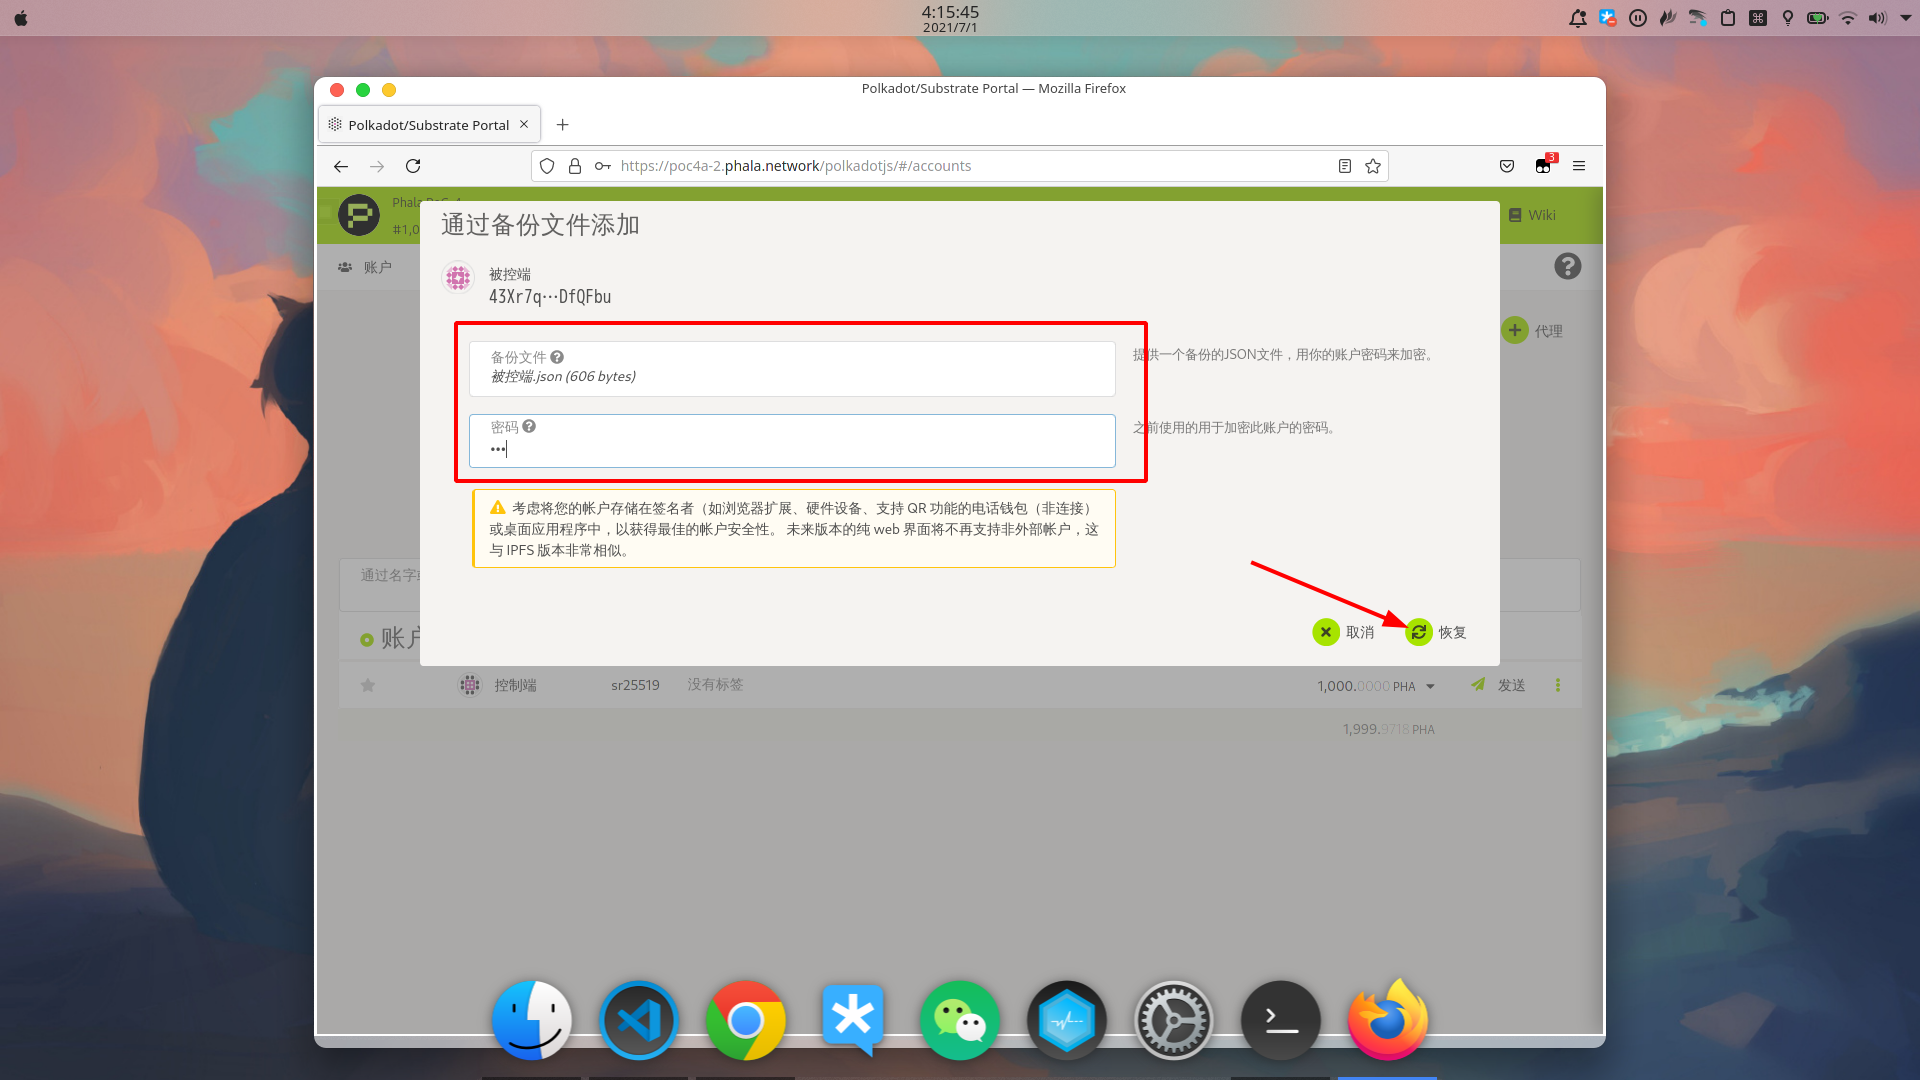 4:15:45
2021/7/1
Polkadot/Substrate Portal — Mozilla Firefox
Polkadot/Substrate Portal
https://poc4a-2.phala.network/polkadotjs/#/accounts
3
Phala PoC-4
#1,0
Wiki
账户
通过备份文件添加
被控端
43Xr7q⋯DfQFbu
代理
备份文件
被控端.json (606 bytes)
提供一个备份的JSON文件，用你的账户密码来加密。
密码
•••
之前使用的用于加密此账户的密码。
考虑将您的帐户存储在签名者（如浏览器扩展、硬件设备、支持 QR 功能的电话钱包（非连接）
或桌面应用程序中，以获得最佳的帐户安全性。 未来版本的纯 web 界面将不再支持非外部帐户，这
与 IPFS 版本非常相似。
通过名字
取消
恢复
账户
控制端
sr25519
没有标签
1,000.0000 PHA
发送
1,999.9718 PHA